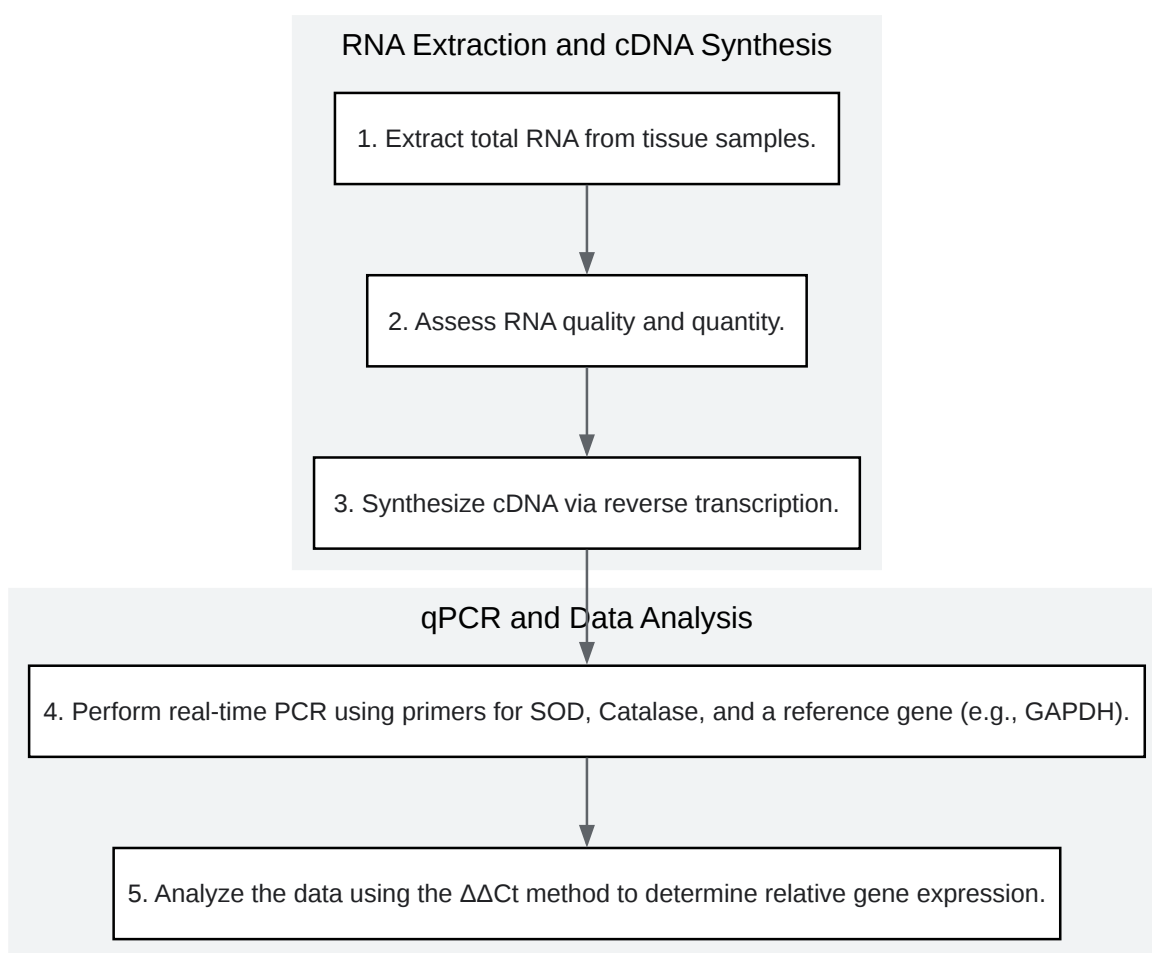 RNA Extraction and cDNA Synthesis
1. Extract total RNA from tissue samples.
2. Assess RNA quality and quantity.
3. Synthesize cDNA via reverse transcription.
qPCR and Data Analysis
4. Perform real-time PCR using primers for SOD, Catalase, and a reference gene (e.g., GAPDH).
5. Analyze the data using the ΔΔCt method to determine relative gene expression.